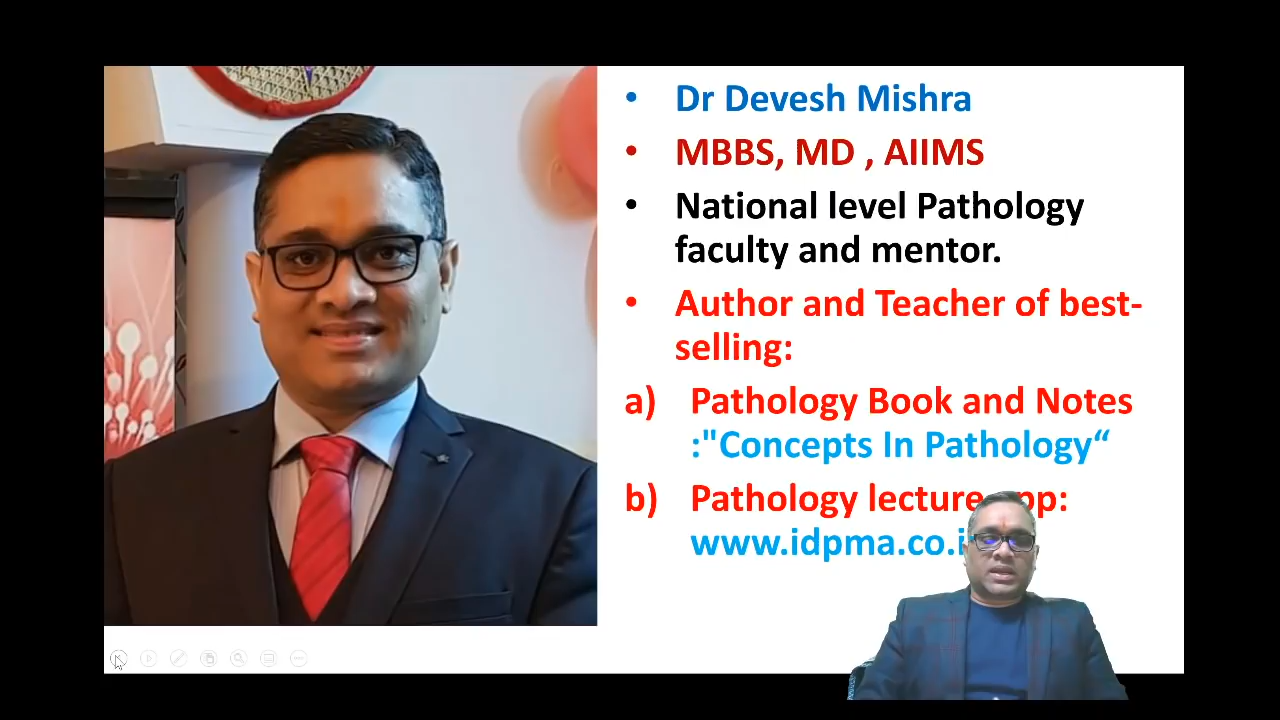 • Dr Devesh Mishra
• MBBS, MD , AIIMS
• National level Pathology
faculty and mentor.
• Author and Teacher of best-
selling:
a) Pathology Book and Notes
:"Concepts In Pathology“
b) Pathology lecture
www.idpma.co.i